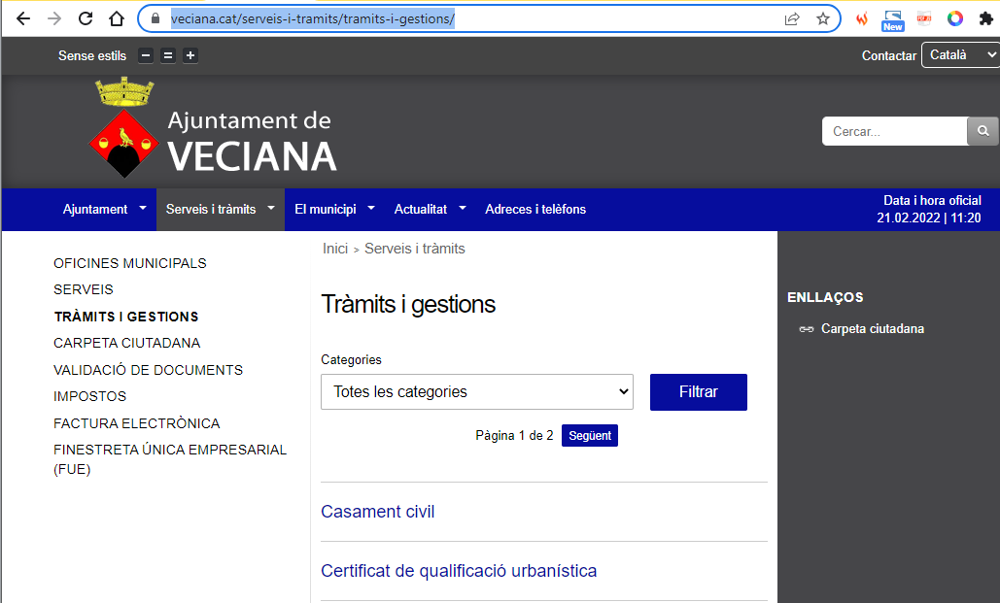 veciana.cat/serveis-i-tramits/tramits-i-gestions/
New
Sense estils − = +
Contactar Català
Ajuntament de
VECIANA
Cercar...
Ajuntament Serveis i tràmits El municipi Actualitat Adreces i telèfons
Data i hora oficial
21.02.2022 | 11:20
OFICINES MUNICIPALS
SERVEIS
TRÀMITS I GESTIONS
CARPETA CIUTADANA
VALIDACIÓ DE DOCUMENTS
IMPOSTOS
FACTURA ELECTRÒNICA
FINESTRETA ÚNICA EMPRESARIAL
(FUE)
Inici > Serveis i tràmits
Tràmits i gestions
Categories
Totes les categories
Filtrar
Pàgina 1 de 2 Següent
Casament civil
Certificat de qualificació urbanística
ENLLAÇOS
Carpeta ciutadana